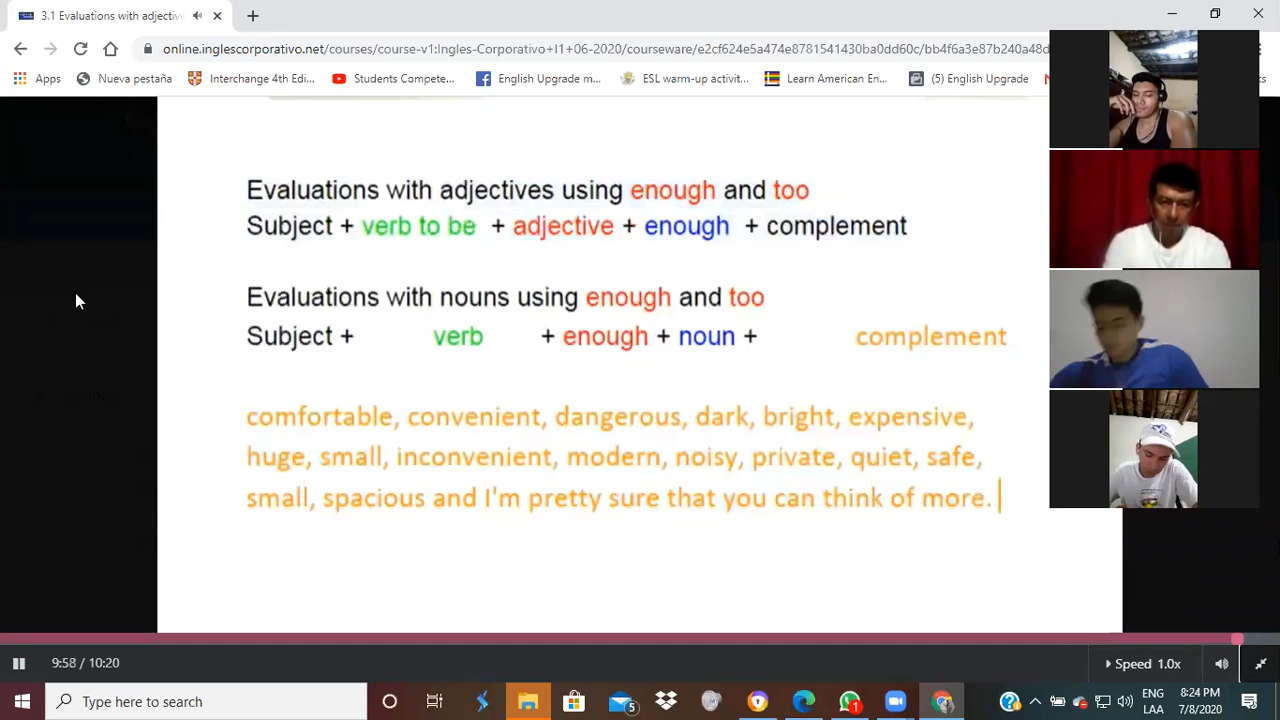 3.1 Evaluations with adjective
online.inglescorporativo.net/courses/course-v1:Ingles-Corporativo+I1+06-2020/courseware/e2cf624e5a474e8781541430ba0dd60c/bb4f6a3e87b240a48d
Apps
Nueva pestaña
Interchange 4th Edi...
Students Compete...
English Upgrade m...
ESL warm-up activit...
Learn American En...
(5) English Upgrade
Evaluations with adjectives using enough and too
Subject + verb to be + adjective + enough + complement
Evaluations with nouns using enough and too
Subject + verb + enough + noun + complement
comfortable, convenient, dangerous, dark, bright, expensive,
huge, small, inconvenient, modern, noisy, private, quiet, safe,
small, spacious and I'm pretty sure that you can think of more.
9:58 / 10:20
Speed 1.0x
Type here to search
5
1
ENG
LAA
8:24 PM
7/8/2020